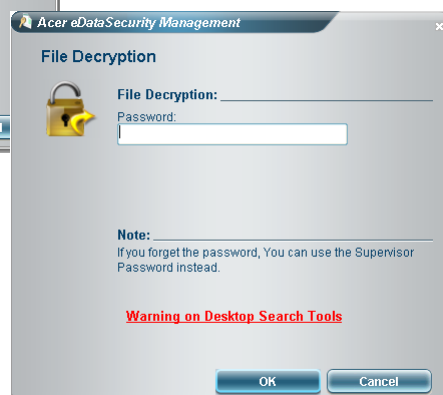 Acer eDataSecurity Management
x
File Decryption
File Decryption:
Password:
Note:
If you forget the password, You can use the Supervisor
Password instead.
Warning on Desktop Search Tools
OK
Cancel